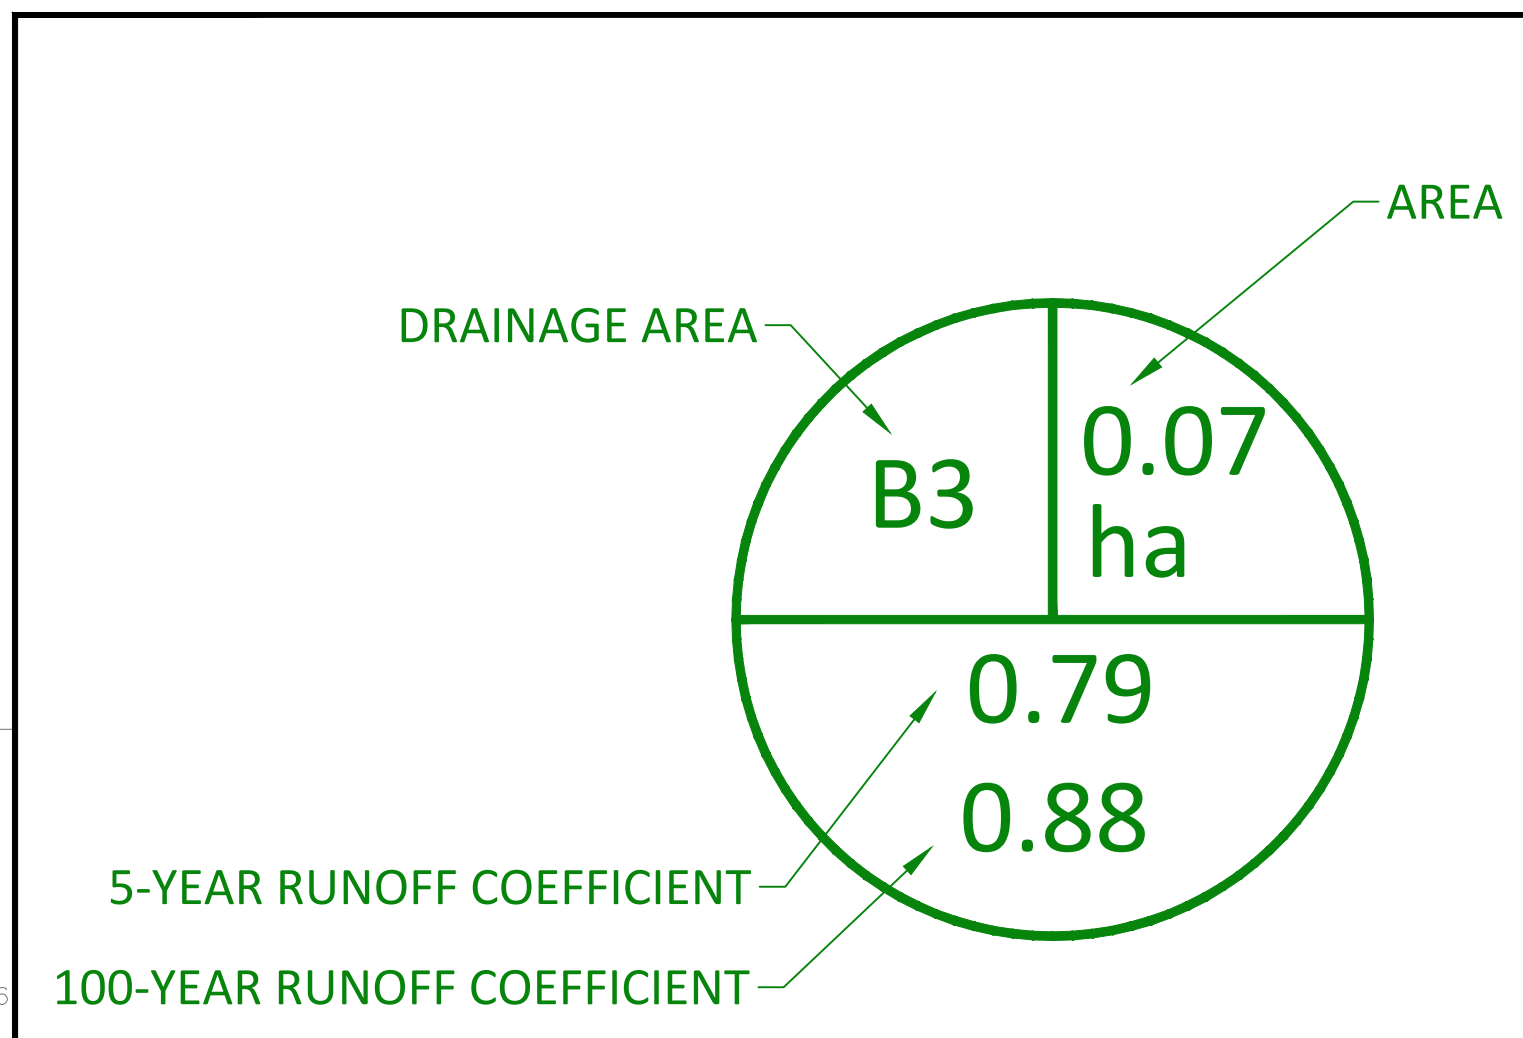 AREA
DRAINAGE AREA
0.07
B3
ha
0.79
0.88
5-YEAR RUNOFF COEFFICIENT
100-YEAR RUNOFF COEFFICIENT